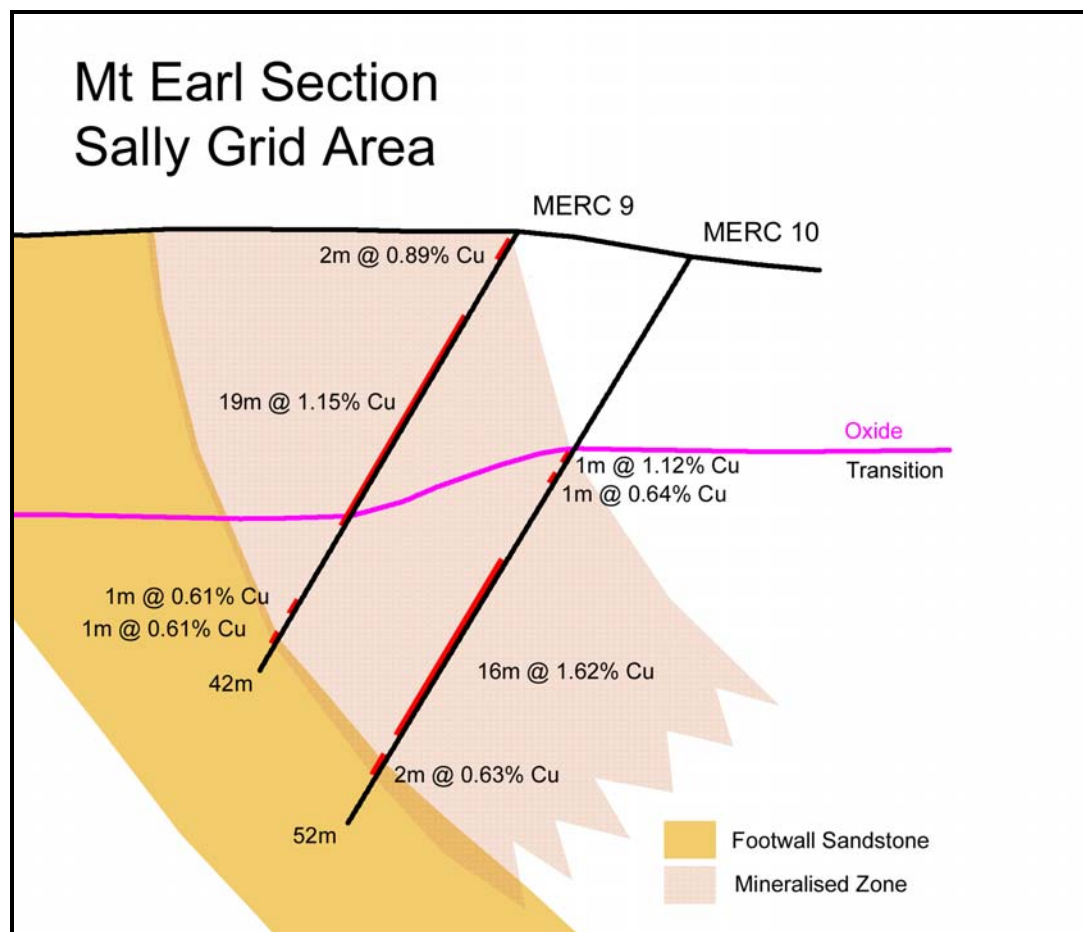 Mt Earl Section
Sally Grid Area
MERC 9
MERC 10
2m @ 0.89% Cu
19m @ 1.15% Cu
Oxide
Transition
1m @ 1.12% Cu
1m @ 0.64% Cu
1m @ 0.61% Cu
1m @ 0.61% Cu
42m
16m @ 1.62% Cu
2m @ 0.63% Cu
52m
Footwall Sandstone
Mineralised Zone